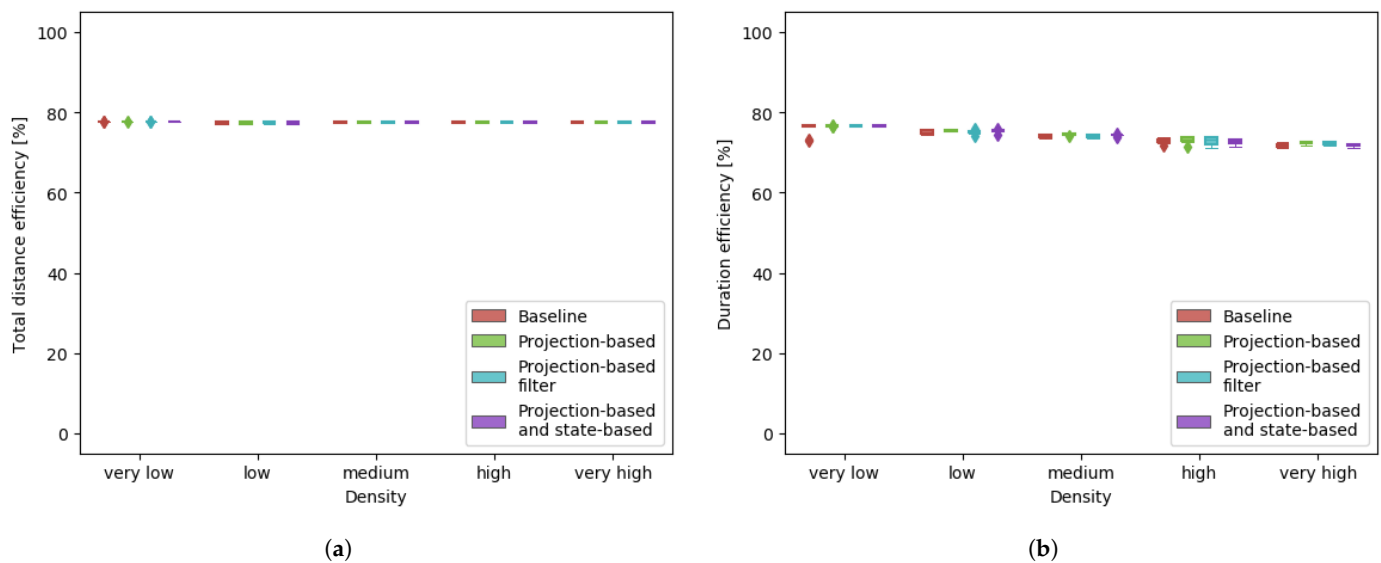 Total distance efficiency [%]
100
80
60
40
20
0
very low low medium high very high
Density
Baseline
Projection-based
Projection-based
filter
Projection-based
and state-based
(a)
Duration efficiency [%]
100
80
60
40
20
0
very low low medium high very high
Density
Baseline
Projection-based
Projection-based
filter
Projection-based
and state-based
(b)